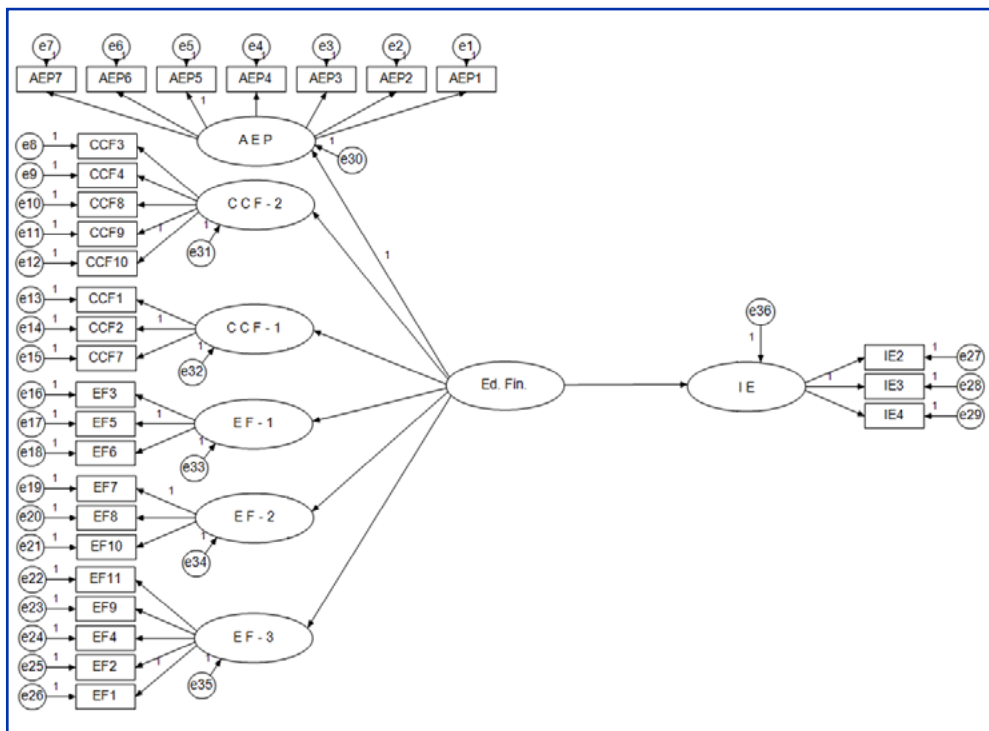 e7 e6 e5 e4 e3 e2 e1
1 1 1 1 1 1 1
AEP7 AEP6 AEP5 AEP4 AEP3 AEP2 AEP1
1
A E P
1
e30
e8 1 CCF3
e9 1 CCF4
e10 1 CCF8
e11 1 CCF9
e12 1 CCF10
C C F - 2
1 1
e31
1
e13 1 CCF1
e14 1 CCF2
e15 1 CCF7
1
C C F - 1
1
e32
e16 1 EF3
e17 1 EF5
e18 1 EF6
1
E F - 1
1
e33
e19 1 EF7
e20 1 EF8
e21 1 EF10
1
E F - 2
1
e34
e22 1 EF11
e23 1 EF9
e24 1 EF4
e25 1 EF2
e26 1 EF1
E F - 3
1 1
e35
Ed. Fin.
e36
1
I E
1
IE2 1 e27
IE3 1 e28
IE4 1 e29